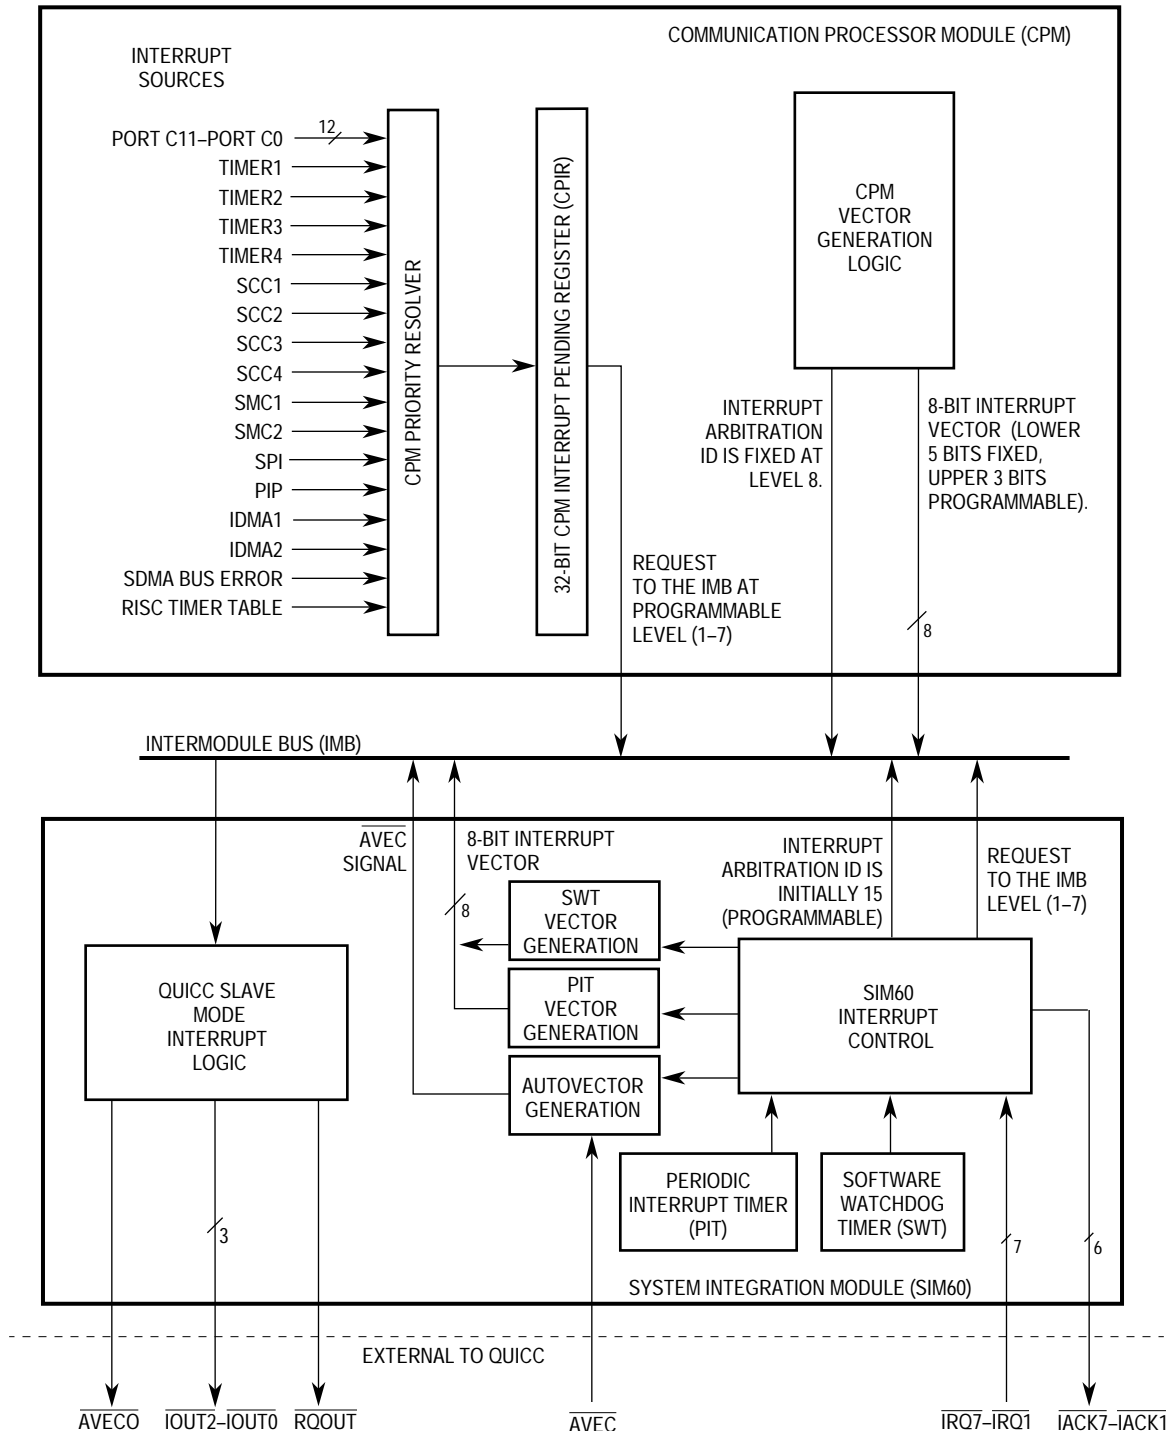 COMMUNICATION PROCESSOR MODULE (CPM)
INTERRUPT
SOURCES
PORT C11–PORT C0
12
TIMER1
TIMER2
TIMER3
TIMER4
SCC1
SCC2
SCC3
SCC4
SMC1
SMC2
SPI
PIP
IDMA1
IDMA2
SDMA BUS ERROR
RISC TIMER TABLE
CPM PRIORITY RESOLVER
32-BIT CPM INTERRUPT PENDING REGISTER (CPIR)
CPM
VECTOR
GENERATION
LOGIC
INTERRUPT
ARBITRATION
ID IS FIXED AT
LEVEL 8.
8-BIT INTERRUPT
VECTOR (LOWER
5 BITS FIXED,
UPPER 3 BITS
PROGRAMMABLE).
REQUEST
TO THE IMB AT
PROGRAMMABLE
LEVEL (1–7)
8
INTERMODULE BUS (IMB)
AVEC
SIGNAL
8-BIT INTERRUPT
VECTOR
8
INTERRUPT
ARBITRATION ID IS
INITIALLY 15
(PROGRAMMABLE)
REQUEST
TO THE IMB
LEVEL (1–7)
SWT
VECTOR
GENERATION
PIT
VECTOR
GENERATION
AUTOVECTOR
GENERATION
QUICC SLAVE
MODE
INTERRUPT
LOGIC
SIM60
INTERRUPT
CONTROL
PERIODIC
INTERRUPT TIMER
(PIT)
SOFTWARE
WATCHDOG
TIMER (SWT)
3
7
6
SYSTEM INTEGRATION MODULE (SIM60)
EXTERNAL TO QUICC
AVECO
IOUT2–IOUT0
RQOUT
AVEC
IRQ7–IRQ1
IACK7–IACK1